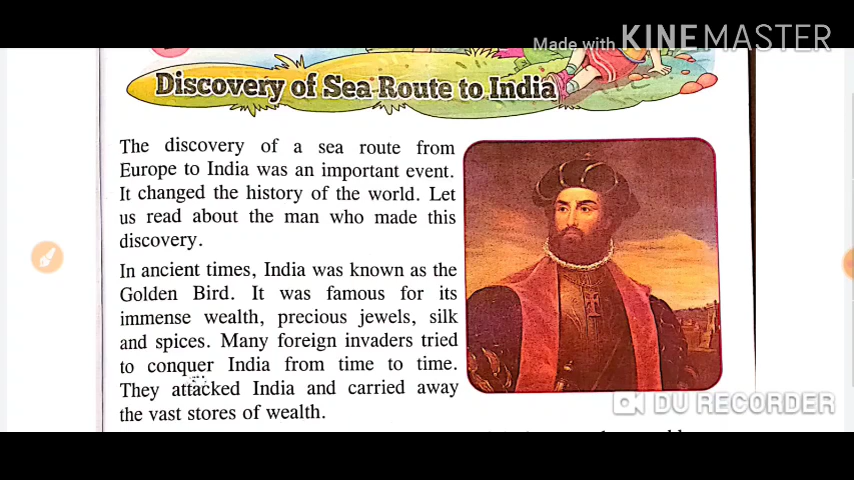 Made with KINEMASTER
Discovery of Sea Route to India
The discovery of a sea route from
Europe to India was an important event.
It changed the history of the world. Let
us read about the man who made this
discovery.
In ancient times, India was known as the
Golden Bird. It was famous for its
immense wealth, precious jewels, silk
and spices. Many foreign invaders tried
to conquer India from time to time.
They attacked India and carried away
the vast stores of wealth.
DU RECORDER